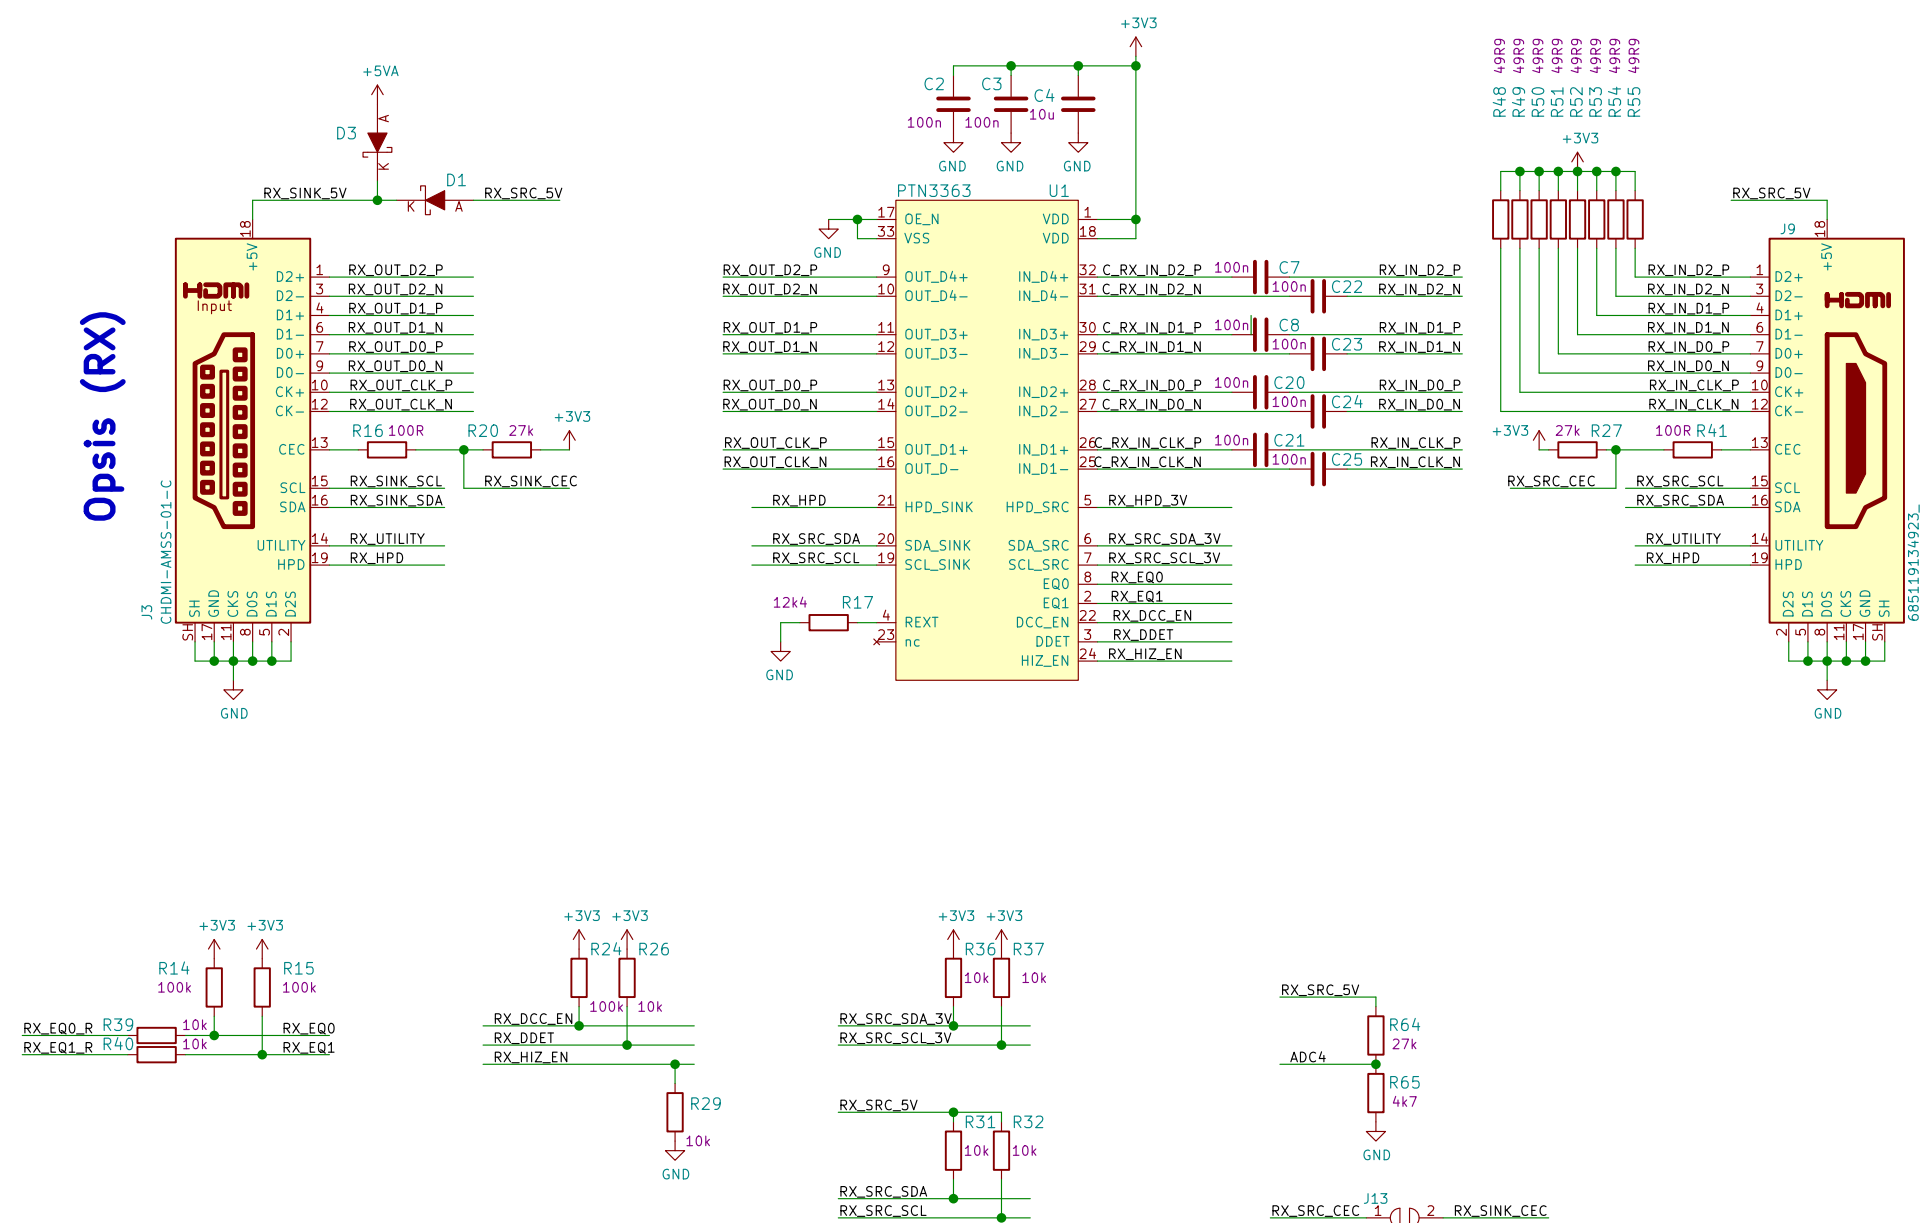 +3V3
+5VA
A
D3
K
RX_SINK_5V
D1
RX_SRC_5V
K
A
C2
100n
C3
100n
C4
10u
GND
GND
GND
49R9
49R9
49R9
49R9
49R9
49R9
49R9
49R9
R48
R49
R50
R51
R52
R53
R54
R55
+3V3
RX_SRC_5V
Opsis (RX)
18
+5V
HDMI
Input
D2+ 1 RX_OUT_D2_P
D2- 3 RX_OUT_D2_N
D1+ 4 RX_OUT_D1_P
D1- 6 RX_OUT_D1_N
D0+ 7 RX_OUT_D0_P
D0- 9 RX_OUT_D0_N
CK+ 10 RX_OUT_CLK_P
CK- 12 RX_OUT_CLK_N
CEC 13 R16 100R R20 27k +3V3
RX_SINK_CEC
SCL 15 RX_SINK_SCL
SDA 16 RX_SINK_SDA
UTILITY 14 RX_UTILITY
HPD 19 RX_HPD
J3
CHDMI-AMSS-01-C
SH GND CKS D0S D1S D2S
SH 17 11 8 5 2
GND
PTN3363 U1
GND
17 OE_N VDD 1
33 VSS VDD 18
RX_OUT_D2_P 9 OUT_D4+ IN_D4+ 32 C_RX_IN_D2_P 100n C7 RX_IN_D2_P
RX_OUT_D2_N 10 OUT_D4- IN_D4- 31 C_RX_IN_D2_N 100n C22 RX_IN_D2_N
RX_OUT_D1_P 11 OUT_D3+ IN_D3+ 30 C_RX_IN_D1_P 100n C8 RX_IN_D1_P
RX_OUT_D1_N 12 OUT_D3- IN_D3- 29 C_RX_IN_D1_N 100n C23 RX_IN_D1_N
RX_OUT_D0_P 13 OUT_D2+ IN_D2+ 28 C_RX_IN_D0_P 100n C20 RX_IN_D0_P
RX_OUT_D0_N 14 OUT_D2- IN_D2- 27 C_RX_IN_D0_N 100n C24 RX_IN_D0_N
RX_OUT_CLK_P 15 OUT_D1+ IN_D1+ 26 C_RX_IN_CLK_P 100n C21 RX_IN_CLK_P
RX_OUT_CLK_N 16 OUT_D- IN_D1- 25 C_RX_IN_CLK_N 100n C25 RX_IN_CLK_N
RX_HPD 21 HPD_SINK HPD_SRC 5 RX_HPD_3V
RX_SRC_SDA 20 SDA_SINK SDA_SRC 6 RX_SRC_SDA_3V
RX_SRC_SCL 19 SCL_SINK SCL_SRC 7 RX_SRC_SCL_3V
EQ0 8 RX_EQ0
EQ1 2 RX_EQ1
12k4 R17 4 REXT DCC_EN 22 RX_DCC_EN
23 nc DDET 3 RX_DDET
HIZ_EN 24 RX_HIZ_EN
GND
J9
18
+5V
HDMI
RX_IN_D2_P 1 D2+
RX_IN_D2_N 3 D2-
RX_IN_D1_P 4 D1+
RX_IN_D1_N 6 D1-
RX_IN_D0_P 7 D0+
RX_IN_D0_N 9 D0-
RX_IN_CLK_P 10 CK+
RX_IN_CLK_N 12 CK-
+3V3 27k R27 100R R41 13 CEC
RX_SRC_CEC
RX_SRC_SCL 15 SCL
RX_SRC_SDA 16 SDA
RX_UTILITY 14 UTILITY
RX_HPD 19 HPD
685119134923_
D2S D1S D0S CKS GND SH
2 5 8 11 17 SH
GND
+3V3 +3V3
R14 100k
R15 100k
RX_EQ0_R R39 10k RX_EQ0
RX_EQ1_R R40 10k RX_EQ1
+3V3 +3V3
R24 R26
100k 10k
RX_DCC_EN
RX_DDET
RX_HIZ_EN
R29
10k
GND
+3V3 +3V3
R36 R37
10k 10k
RX_SRC_SDA_3V
RX_SRC_SCL_3V
RX_SRC_5V
R31 R32
10k 10k
RX_SRC_SDA
RX_SRC_SCL
RX_SRC_5V
R64
27k
ADC4
R65
4k7
GND
J13
RX_SRC_CEC 1 2 RX_SINK_CEC